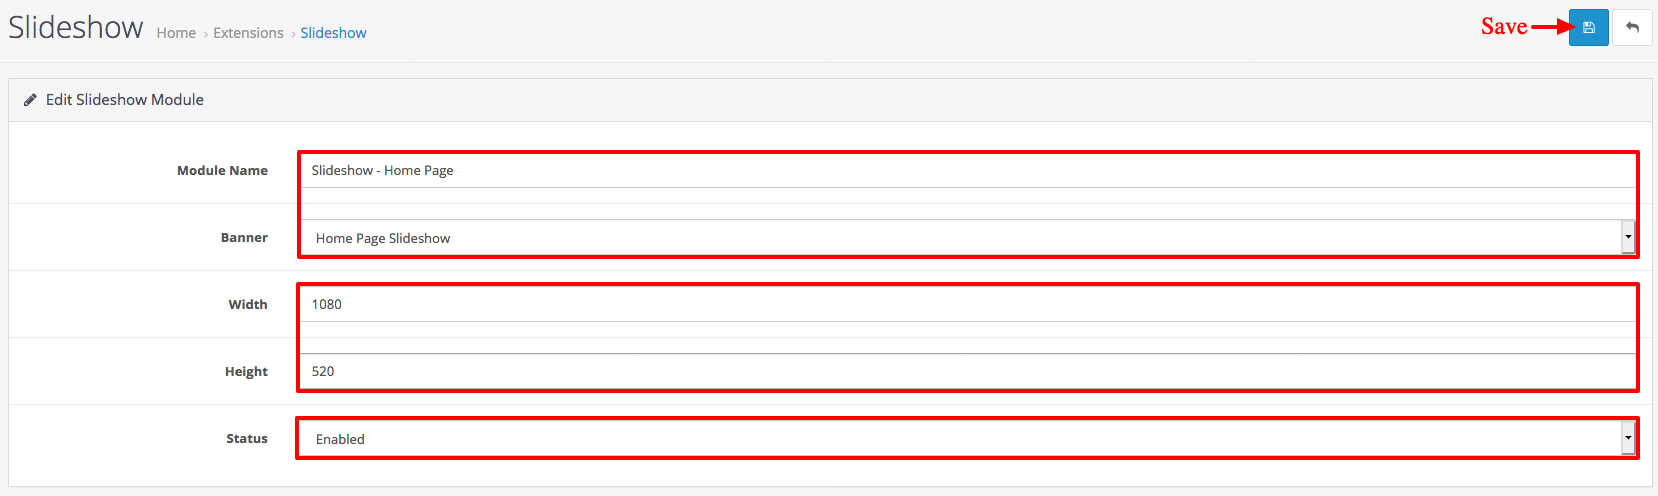 Slideshow Home › Extensions › Slideshow Save
Edit Slideshow Module
Module Name Slideshow - Home Page
Banner Home Page Slideshow
Width 1080
Height 520
Status Enabled